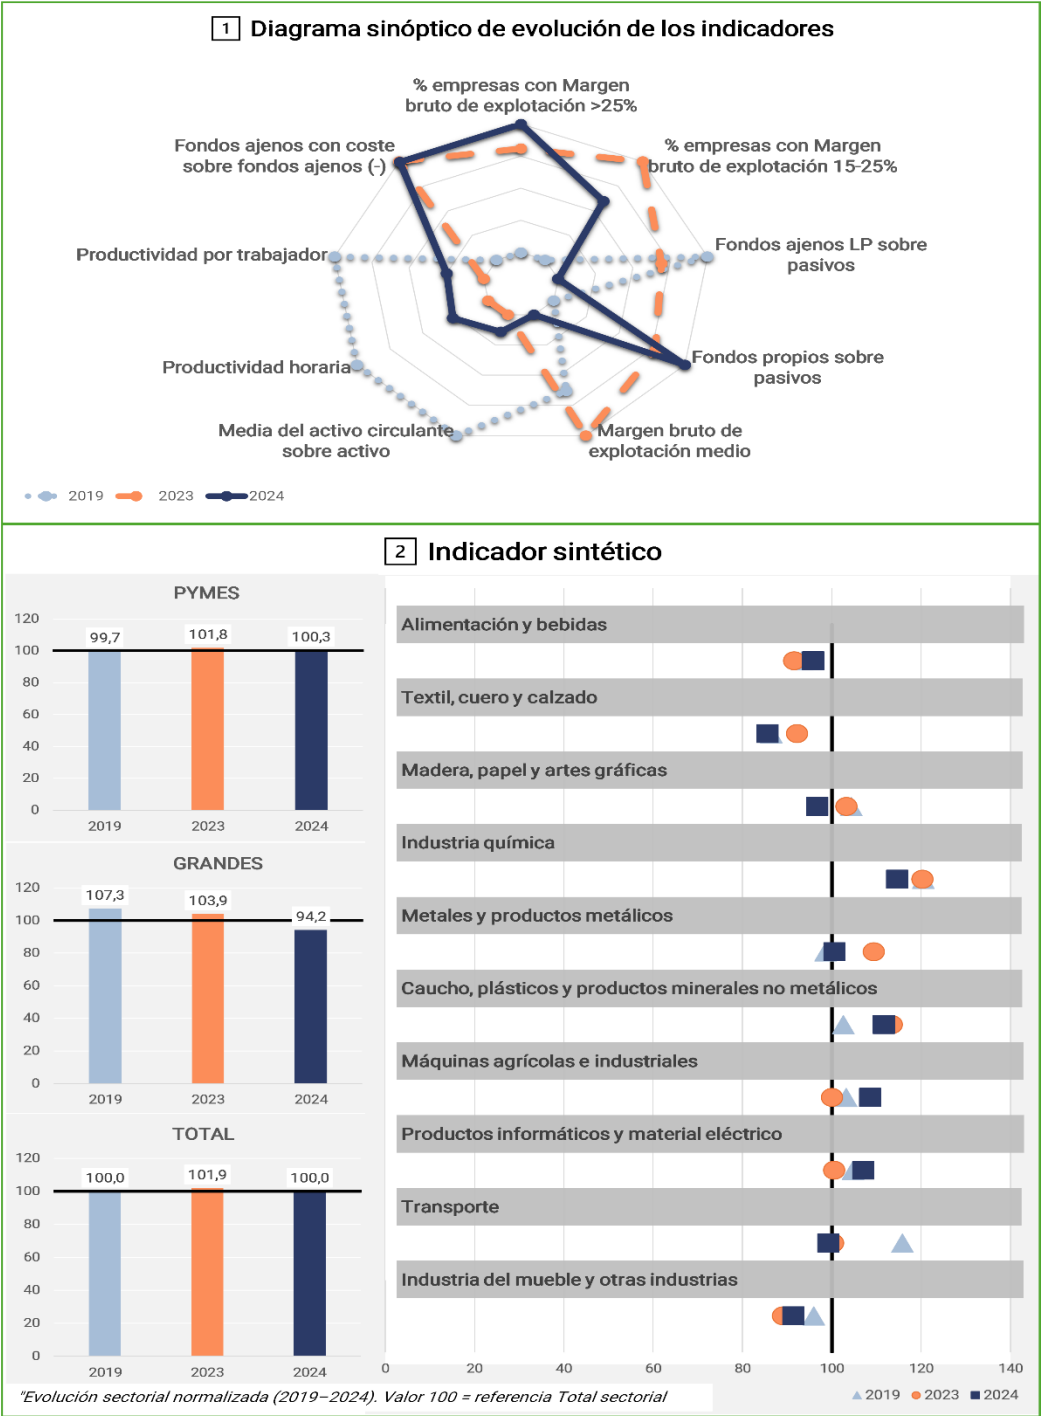 1 Diagrama sinóptico de evolución de los indicadores
% empresas con Margen
bruto de explotación >25%
Fondos ajenos con coste
sobre fondos ajenos (-)
% empresas con Margen
bruto de explotación 15-25%
Productividad por trabajador
Fondos ajenos LP sobre
pasivos
Productividad horaria
Fondos propios sobre
pasivos
Media del activo circulante
sobre activo
Margen bruto de
explotación medio
2019 2023 2024
2 Indicador sintético
PYMES
120
100
80
60
40
20
0
99,7 101,8 100,3
2019 2023 2024
GRANDES
120
100
80
60
40
20
0
107,3 103,9 94,2
2019 2023 2024
TOTAL
120
100
80
60
40
20
0
100,0 101,9 100,0
2019 2023 2024
Alimentación y bebidas
Textil, cuero y calzado
Madera, papel y artes gráficas
Industria química
Metales y productos metálicos
Caucho, plásticos y productos minerales no metálicos
Máquinas agrícolas e industriales
Productos informáticos y material eléctrico
Transporte
Industria del mueble y otras industrias
0 20 40 60 80 100 120 140
2019 2023 2024
"Evolución sectorial normalizada (2019–2024). Valor 100 = referencia Total sectorial